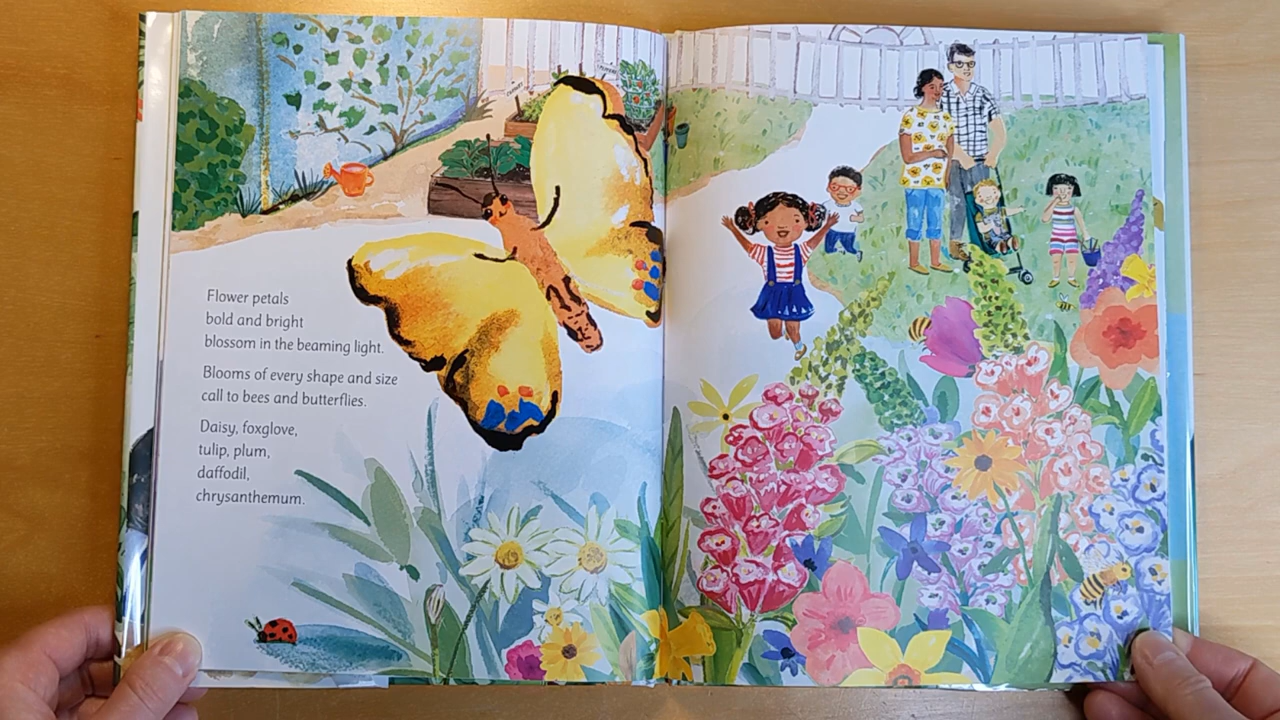 Flower petals
bold and bright
blossom in the beaming light.
Blooms of every shape and size
call to bees and butterflies.
Daisy, foxglove,
tulip, plum,
daffodil,
chrysanthemum.